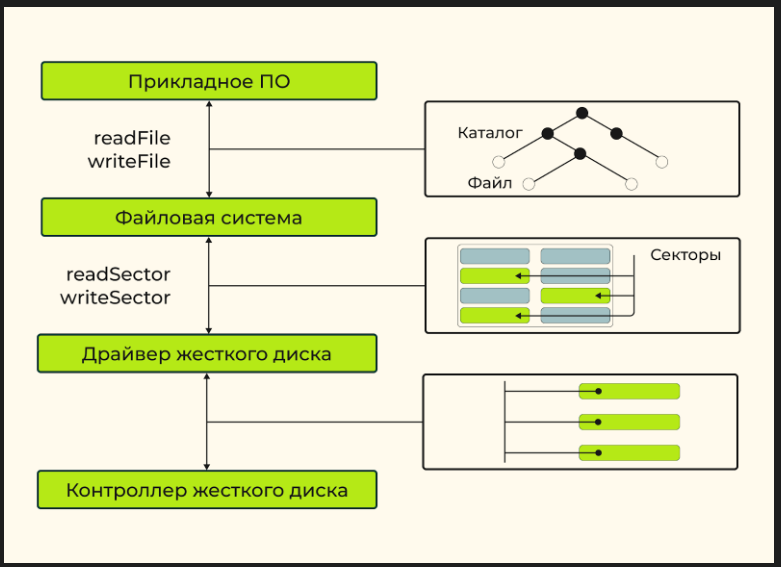 Прикладное ПО
readFile
writeFile
Каталог
Файл
Файловая система
readSector
writeSector
Секторы
Драйвер жесткого диска
Контроллер жесткого диска